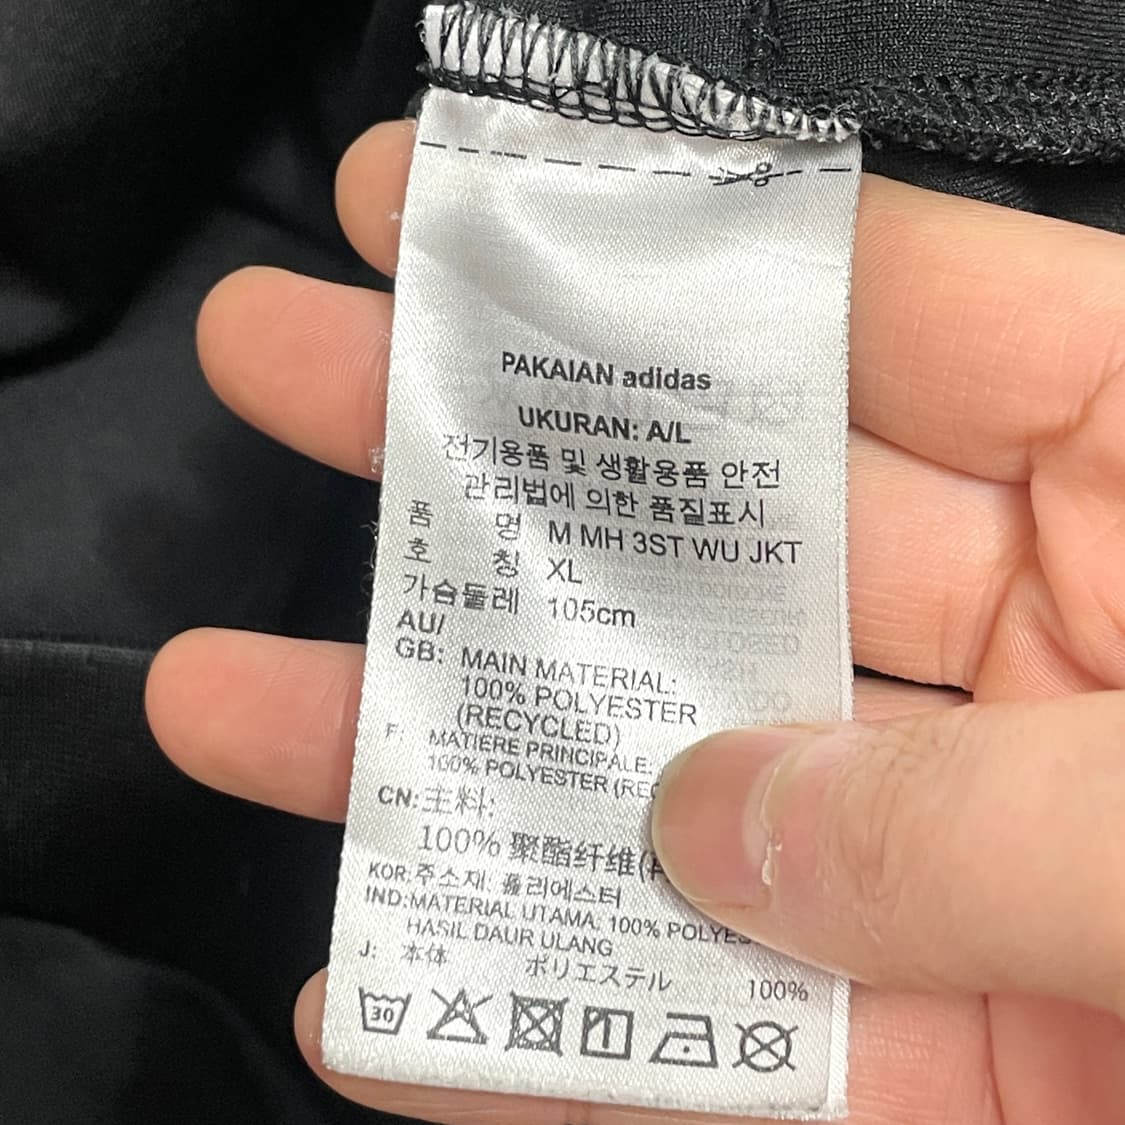 PAKAIAN adidas
UKURAN: A/L
전기용품 및 생활용품 안전
관리법에 의한 품질표시
품 명 M MH 3ST WU JKT
호 칭 XL
가슴둘레 105cm
AU/
GB: MAIN MATERIAL:
100% POLYESTER
(RECYCLED)
F: MATIERE PRINCIPALE:
100% POLYESTER
CN:主料:
100% 聚酯纤维
KOR:주소재: 폴리에스터
IND:MATERIAL UTAMA: 100%
HASIL DAUR ULANG
J: 本体 ポリエステル 100%
30